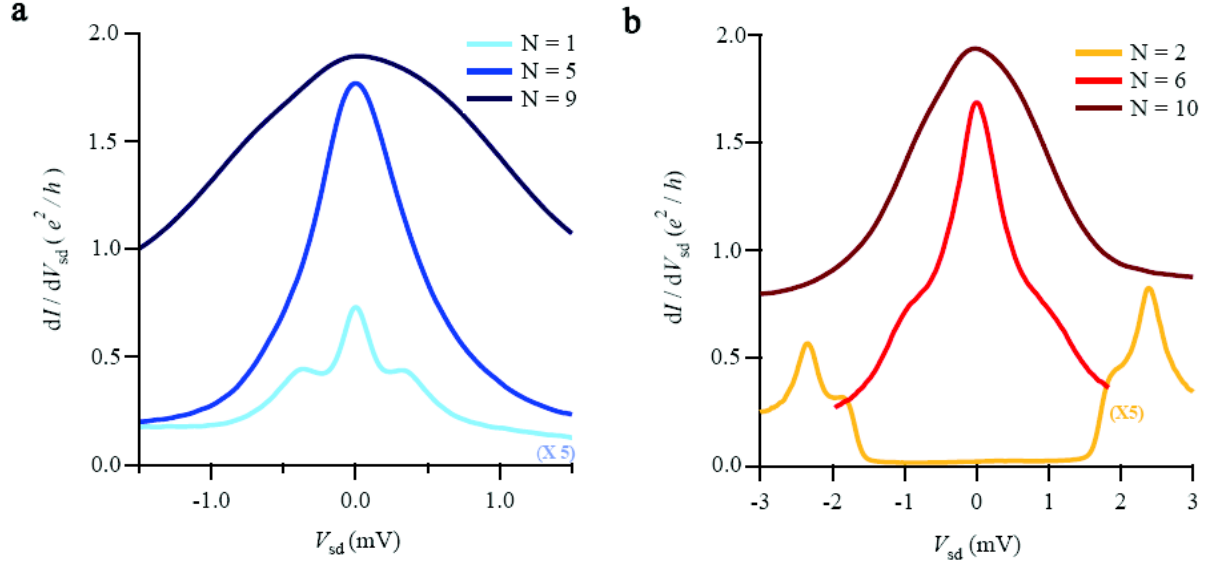 a
2.0
1.5
1.0
0.5
0.0
dI / dVsd ( e² / h )
N = 1
N = 5
N = 9
(X 5)
-1.0
0.0
1.0
Vsd (mV)
b
2.0
1.5
1.0
0.5
0.0
dI / dVsd (e² / h)
N = 2
N = 6
N = 10
(X5)
-3
-2
-1
0
1
2
3
Vsd (mV)